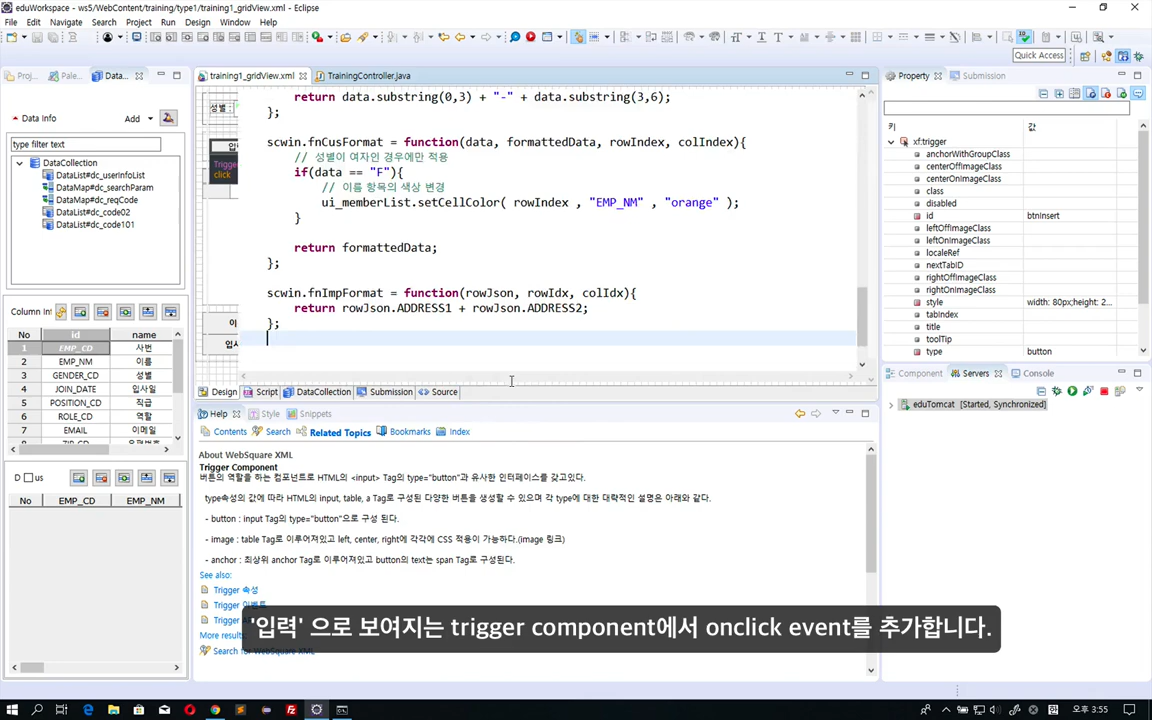 eduWorkspace - ws5/WebContent/training/type1/training1_gridView.xml - Eclipse
File Edit Navigate Search Project Run Design Window Help
Quick Access
Proj... Pale... Data...
training1_gridView.xml TrainingController.java
Property Submission
Data Info Add
type filter text
DataCollection
DataList#dc_userInfoList
DataMap#dc_searchParam
DataMap#dc_reqCode
DataList#dc_code02
DataList#dc_code101
Column Inf
No id name
1 EMP_CD 사번
2 EMP_NM 이름
3 GENDER_CD 성별
4 JOIN_DATE 입사일
5 POSITION_CD 직급
6 ROLE_CD 역할
7 EMAIL 이메일
D us
No EMP_CD EMP_NM
성별 :
Trigger
click
입사
return data.substring(0,3) + "-" + data.substring(3,6);
};
scwin.fnCusFormat = function(data, formattedData, rowIndex, colIndex){
// 성별이 여자인 경우에만 적용
if(data == "F"){
// 이름 항목의 색상 변경
ui_memberList.setCellColor( rowIndex , "EMP_NM" , "orange" );
}
return formattedData;
};
scwin.fnImpFormat = function(rowJson, rowIdx, colIdx){
return rowJson.ADDRESS1 + rowJson.ADDRESS2;
};
Design Script DataCollection Submission Source
Help Style Snippets
Contents Search Related Topics Bookmarks Index
About WebSquare XML
Trigger Component
버튼의 역할을 하는 컴포넌트로 HTML의 <input> Tag의 type="button"과 유사한 인터페이스를 갖고있다.
type속성의 값에 따라 HTML의 input, table, a Tag로 구성된 다양한 버튼을 생성할 수 있으며 각 type에 대한 대략적인 설명은 아래와 같다.
- button : input Tag의 type="button"으로 구성 된다.
- image : table Tag로 이루어져있고 left, center, right에 각각에 CSS 적용이 가능하다.(image 링크)
- anchor : 최상위 anchor Tag로 이루어져있고 button의 text는 span Tag로 구성된다.
See also:
Trigger 속성
Trigger 이벤트
More results
Search for WebSquare XML
키 값
xf:trigger
anchorWithGroupClass
centerOffImageClass
centerOnImageClass
class
disabled
id btnInsert
leftOffImageClass
leftOnImageClass
localeRef
nextTabID
rightOffImageClass
rightOnImageClass
style width: 80px;height: 2...
tabIndex
title
toolTip
type button
Component Servers Console
eduTomcat [Started, Synchronized]
'입력' 으로 보여지는 trigger component에서 onclick event를 추가합니다.
오후 3:55